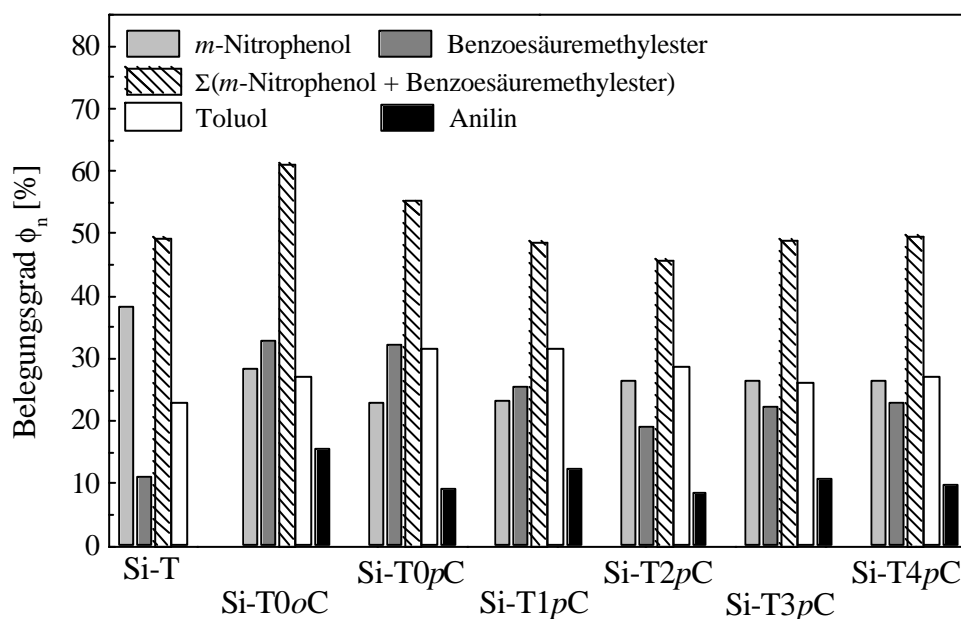 80
70
60
50
40
30
20
10
0
Belegungsgrad ϕn [%]
m-Nitrophenol
Benzoesäuremethylester
Σ(m-Nitrophenol + Benzoesäuremethylester)
Toluol
Anilin
Si-T
Si-T0oC
Si-T0pC
Si-T1pC
Si-T2pC
Si-T3pC
Si-T4pC